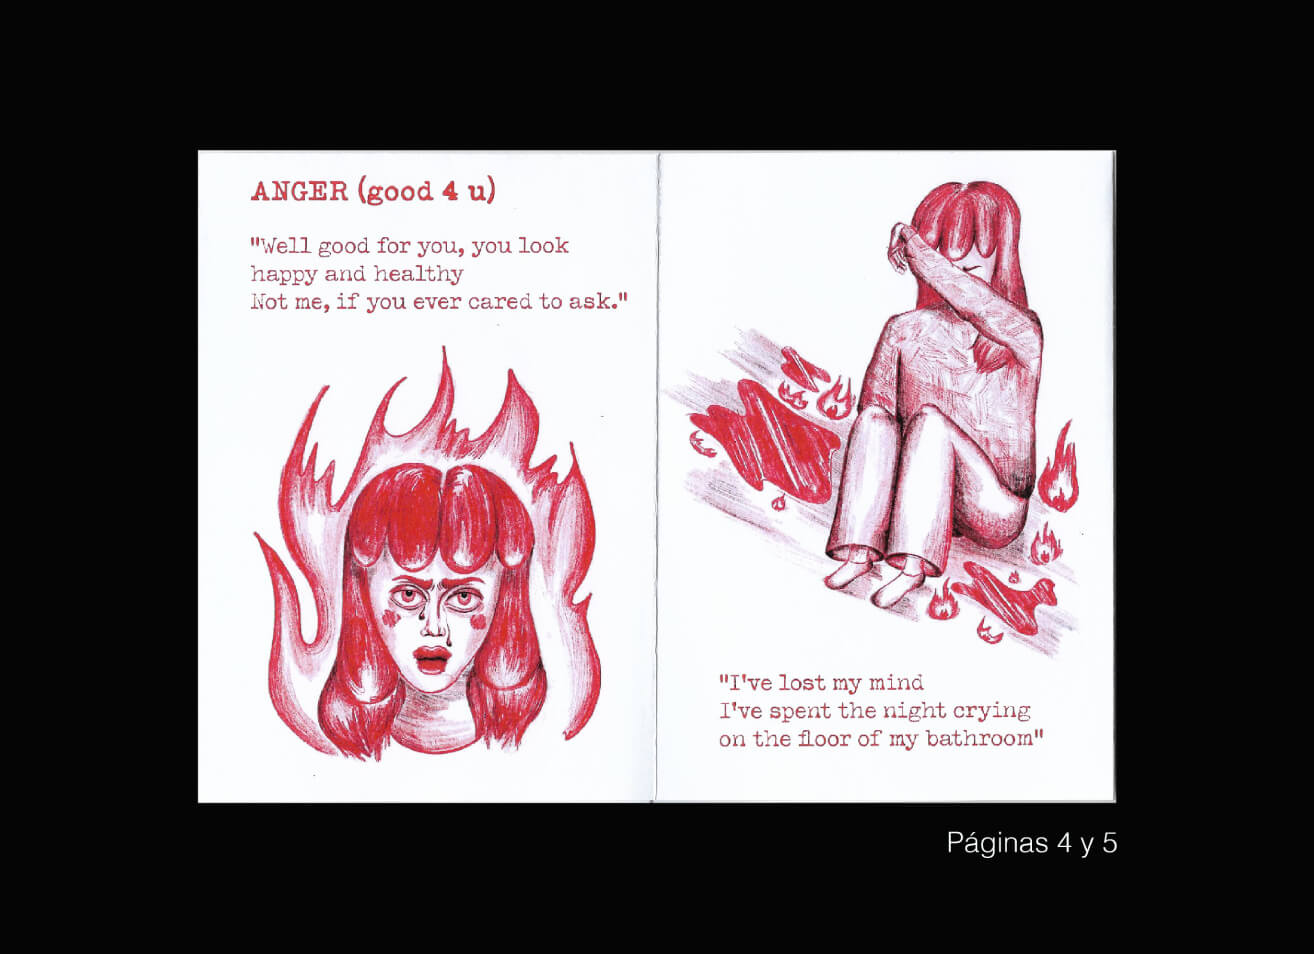 ANGER (good 4 u)
"Well good for you, you look
happy and healthy
Not me, if you ever cared to ask."
"I've lost my mind
I've spent the night crying
on the floor of my bathroom"
Páginas 4 y 5